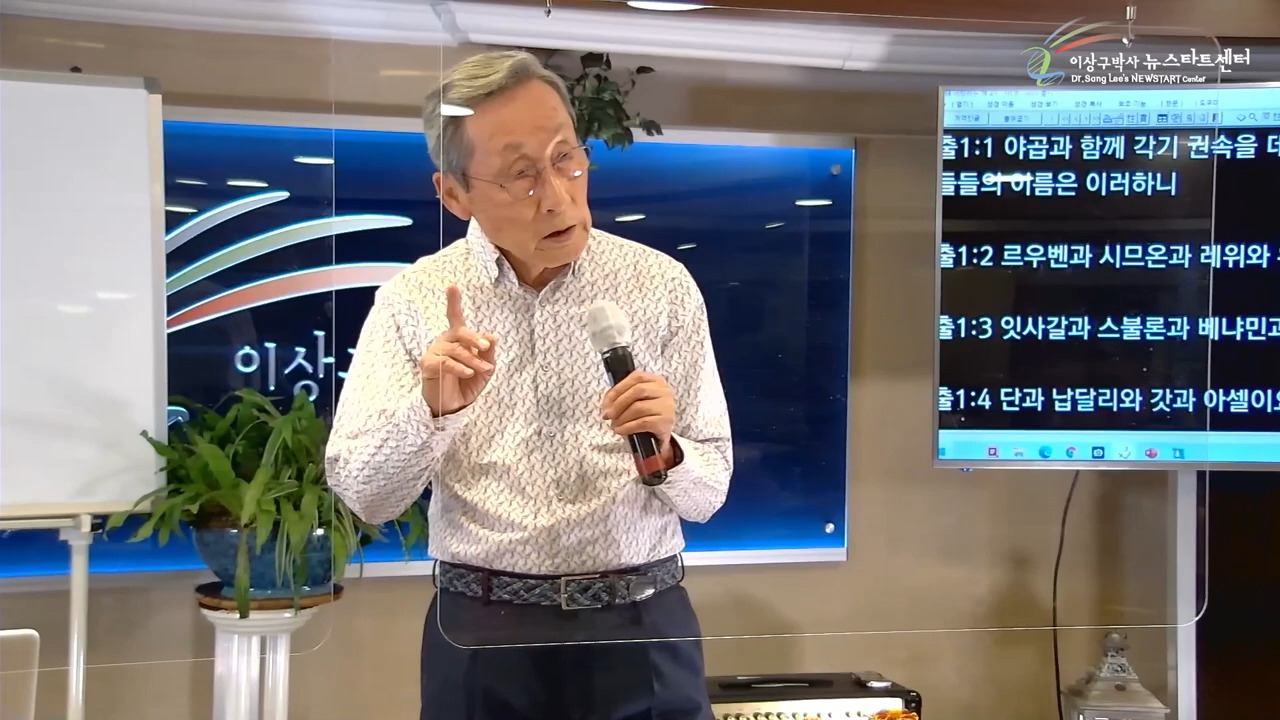 이상구박사 뉴스타트센터
Dr. Sang Lee's NEWSTART Center
출1:1 야곱과 함께 각기 권속을 데
들들의 이름은 이러하니
출1:2 르우벤과 시므온과 레위와
출1:3 잇사갈과 스불론과 베냐민과
출1:4 단과 납달리와 갓과 아셀이요
이상